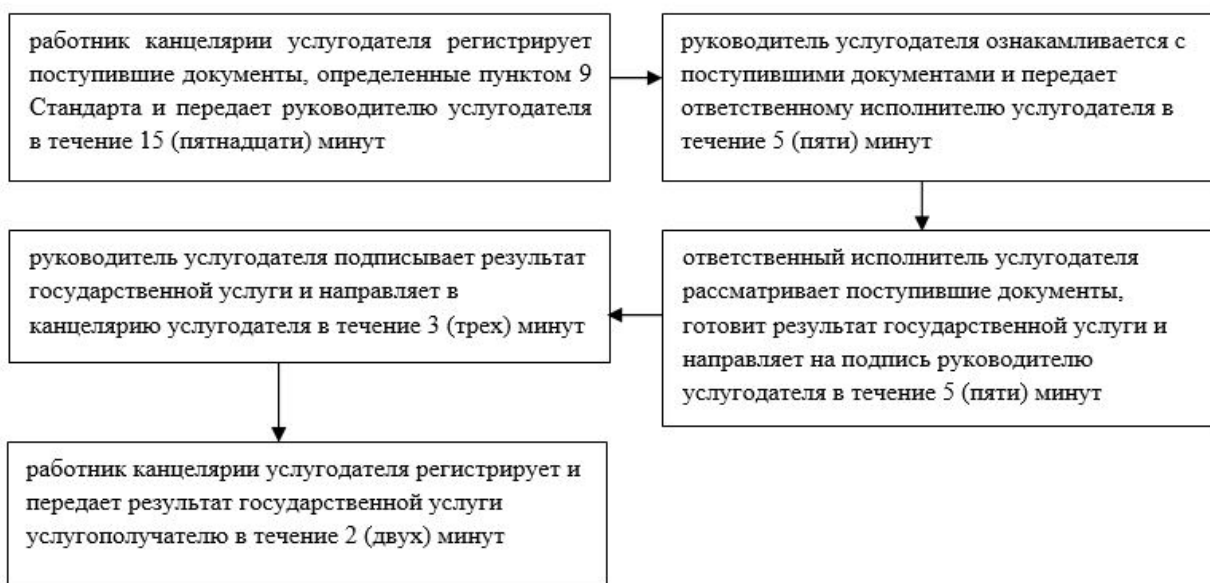 работник канцелярии услугодателя регистрирует
поступившие документы, определенные пунктом 9
Стандарта и передает руководителю услугодателя
в течение 15 (пятнадцати) минут
руководитель услугодателя ознакамливается с
поступившими документами и передает
ответственному исполнителю услугодателя в
течение 5 (пяти) минут
ответственный исполнитель услугодателя
рассматривает поступившие документы,
готовит результат государственной услуги и
направляет на подпись руководителю
услугодателя в течение 5 (пяти) минут
руководитель услугодателя подписывает результат
государственной услуги и направляет в
канцелярию услугодателя в течение 3 (трех) минут
работник канцелярии услугодателя регистрирует и
передает результат государственной услуги
услугополучателю в течение 2 (двух) минут